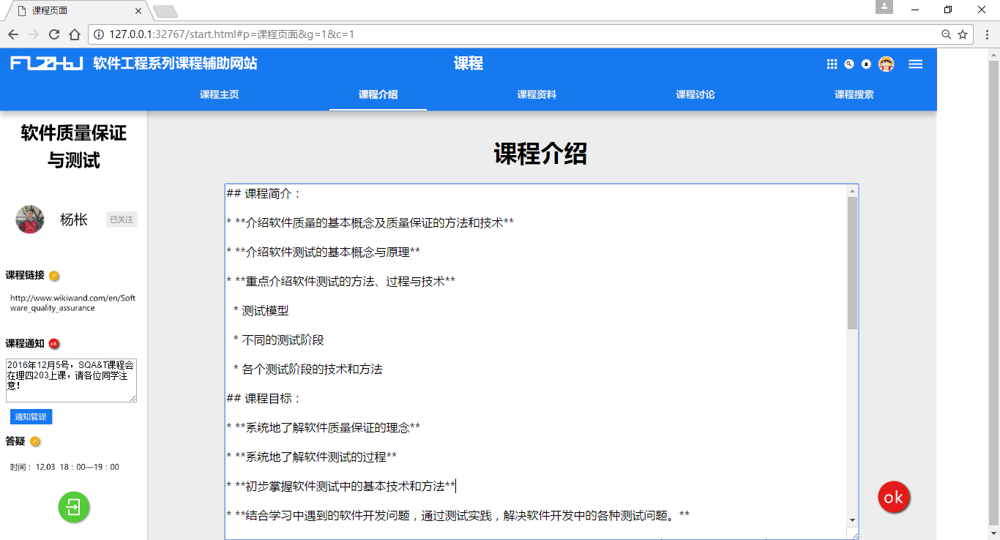 课程页面
127.0.0.1:32767/start.html#p=课程页面&g=1&c=1
软件工程系列课程辅助网站
课程
课程主页
课程介绍
课程资料
课程讨论
课程搜索
软件质量保证
与测试
杨枨
已关注
课程链接
http://www.wikiwand.com/en/Soft
ware_quality_assurance
课程通知
ok
2016年12月5号，SQA&T课程会
在理四203上课，请各位同学注
意！
通知管理
答疑
时间： 12.03 18：00—19：00
课程介绍
## 课程简介：
* **介绍软件质量的基本概念及质量保证的方法和技术**
* **介绍软件测试的基本概念与原理**
* **重点介绍软件测试的方法、过程与技术**
* 测试模型
* 不同的测试阶段
* 各个测试阶段的技术和方法
## 课程目标：
* **系统地了解软件质量保证的理念**
* **系统地了解软件测试的过程**
* **初步掌握软件测试中的基本技术和方法**
* **结合学习中遇到的软件开发问题，通过测试实践，解决软件开发中的各种测试问题。**
ok